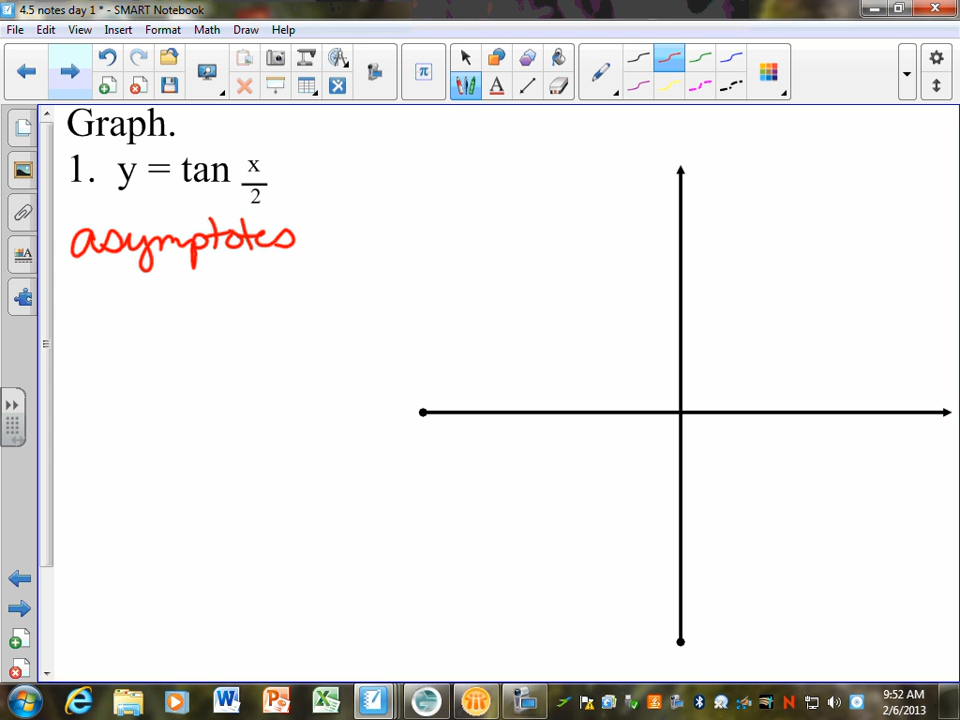 4.5 notes day 1 * - SMART Notebook
File Edit View Insert Format Math Draw Help
Graph.
1. y = tan x/2
asymptotes
9:52 AM
2/6/2013